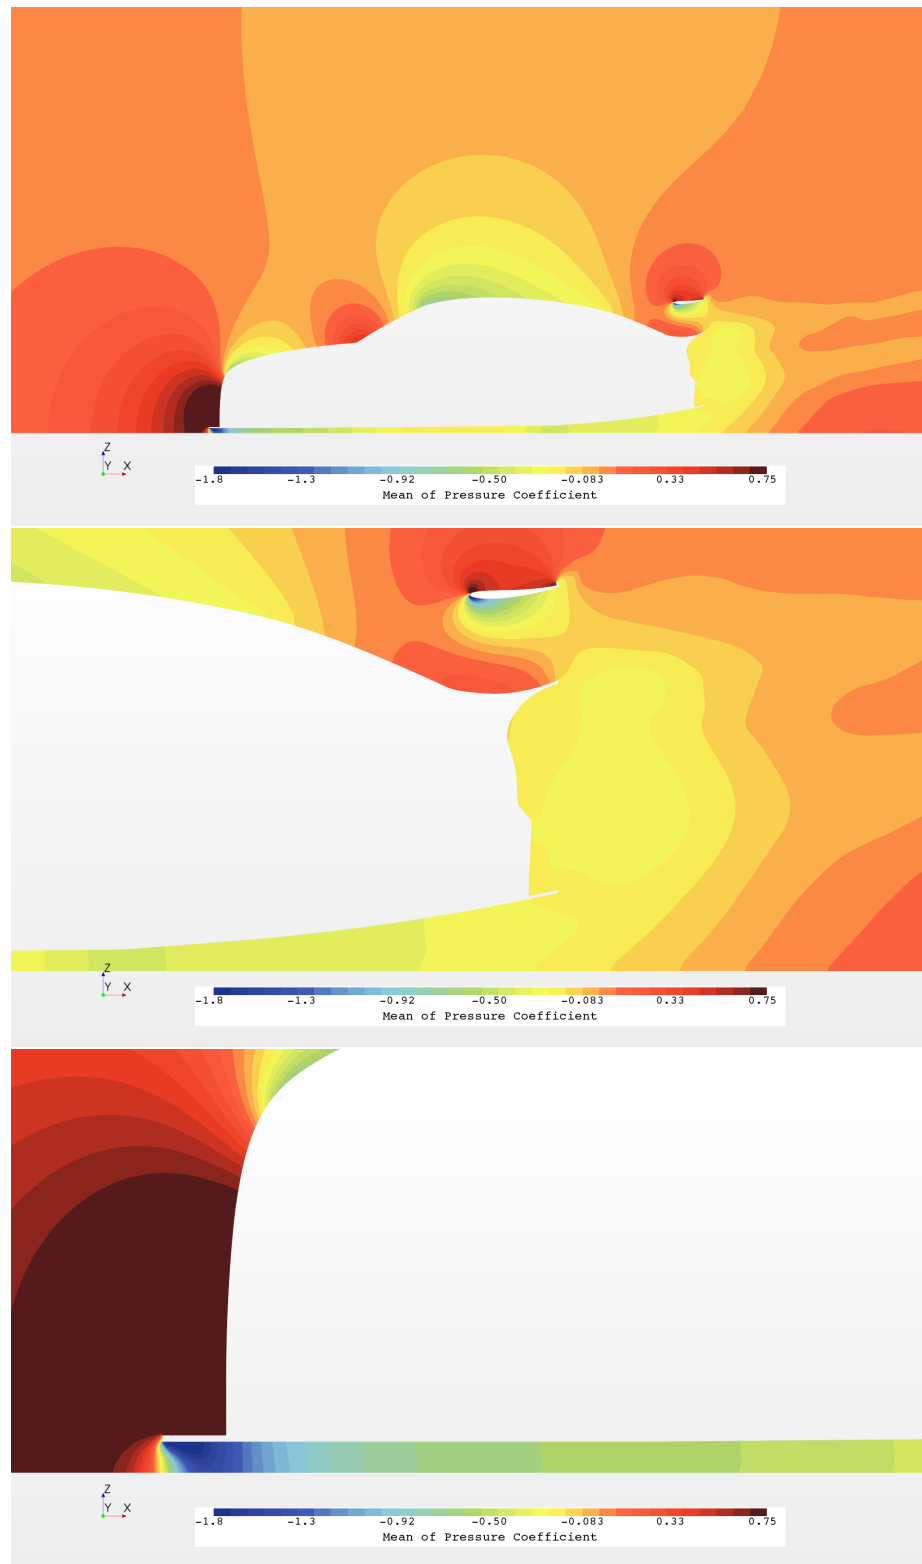 Z
Y X
-1.8 -1.3 -0.92 -0.50 -0.083 0.33 0.75
Mean of Pressure Coefficient
Z
Y X
-1.8 -1.3 -0.92 -0.50 -0.083 0.33 0.75
Mean of Pressure Coefficient
Z
Y X
-1.8 -1.3 -0.92 -0.50 -0.083 0.33 0.75
Mean of Pressure Coefficient